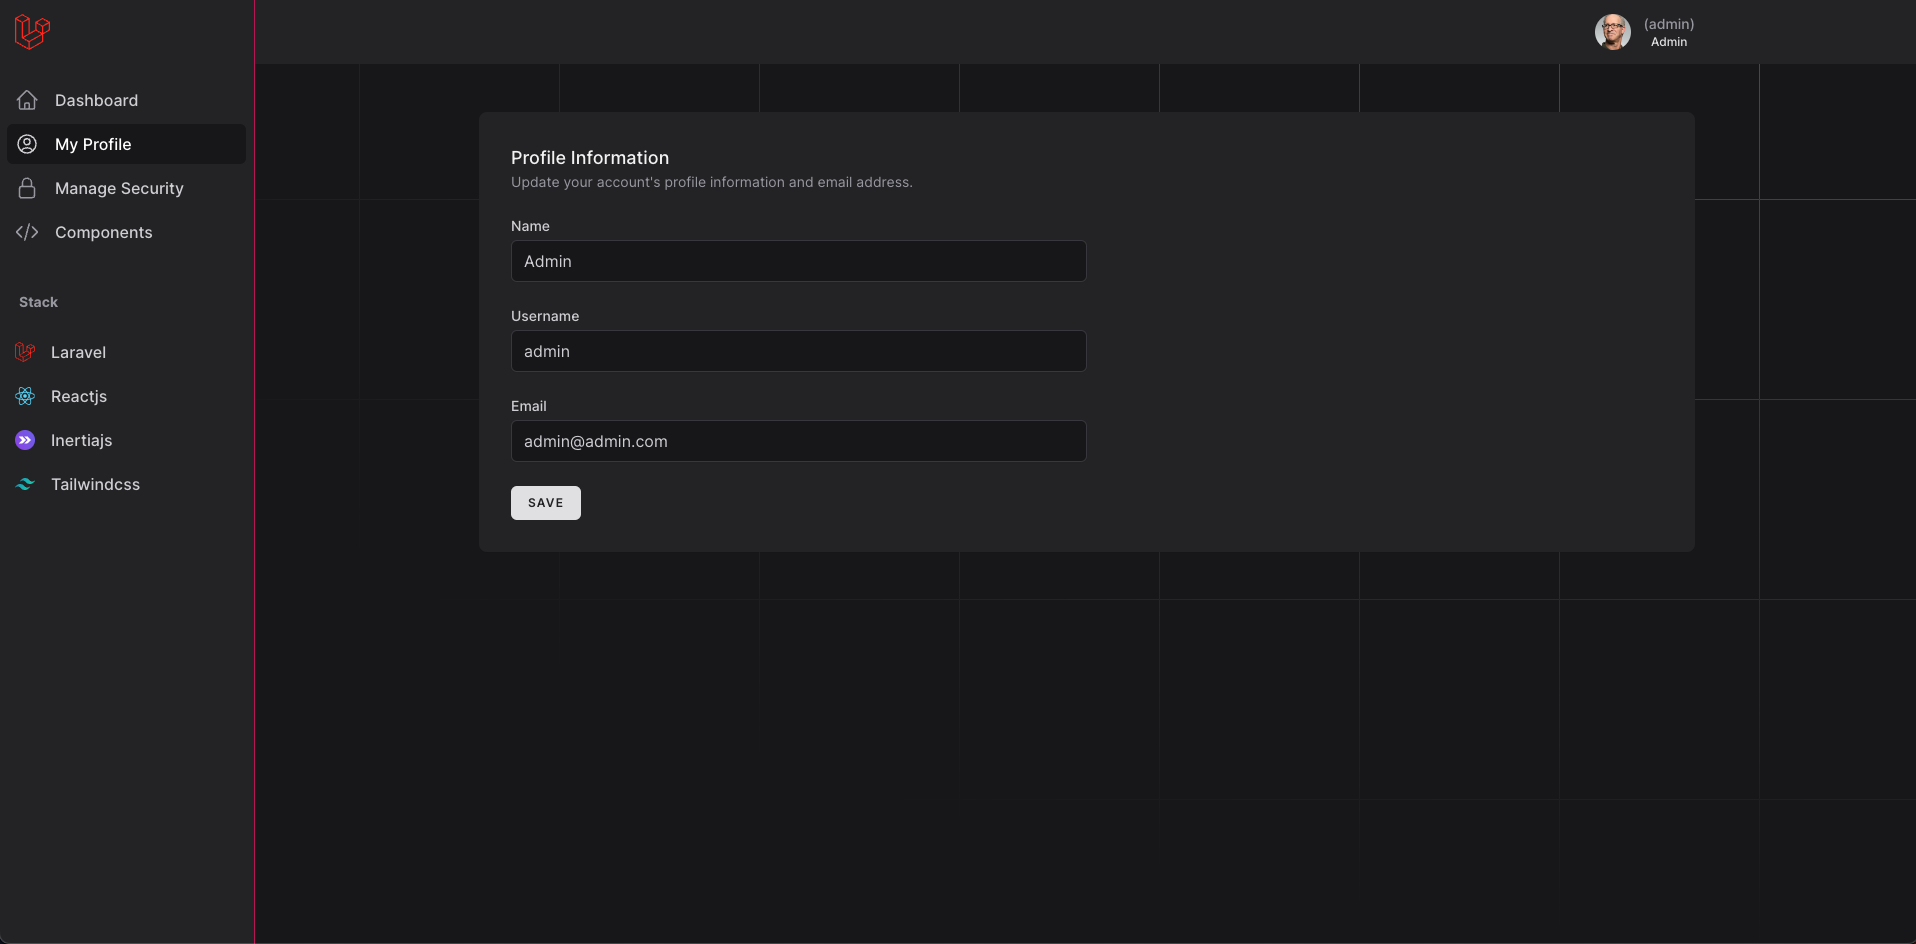 (admin)
Admin
Dashboard
My Profile
Manage Security
Components
Stack
Laravel
Reactjs
Inertiajs
Tailwindcss
Profile Information
Update your account's profile information and email address.
Name
Admin
Username
admin
Email
admin@admin.com
SAVE